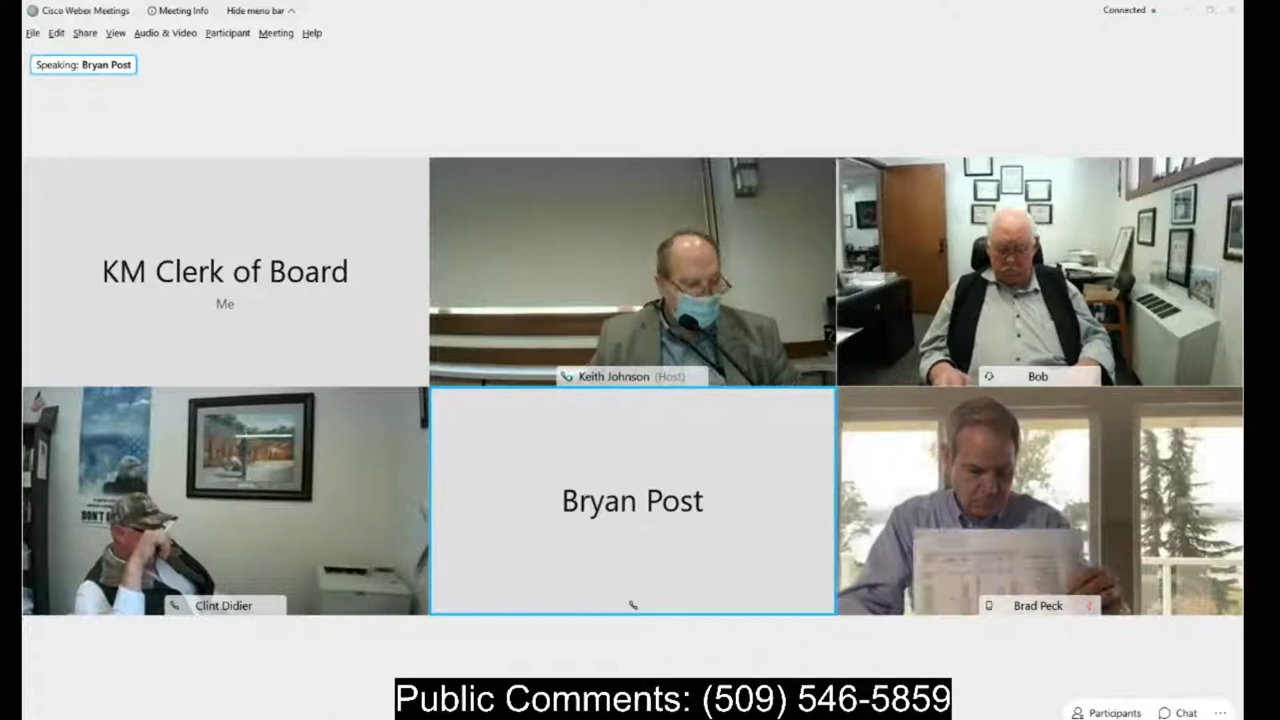 Cisco Webex Meetings
Meeting Info
Hide menu bar
Connected
File Edit Share View Audio & Video Participant Meeting Help
Speaking: Bryan Post
KM Clerk of Board
Me
Keith Johnson (Host)
Bob
DON'T
Clint Didier
Bryan Post
Brad Peck
Public Comments: (509) 546-5859
Participants
Chat